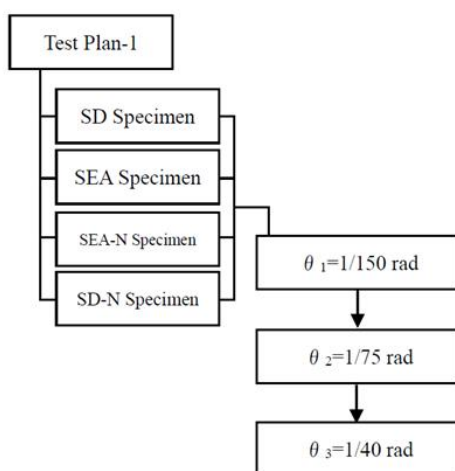 Test Plan-1
SD Specimen
SEA Specimen
SEA-N Specimen
SD-N Specimen
θ ₁=1/150 rad
θ ₂=1/75 rad
θ ₃=1/40 rad